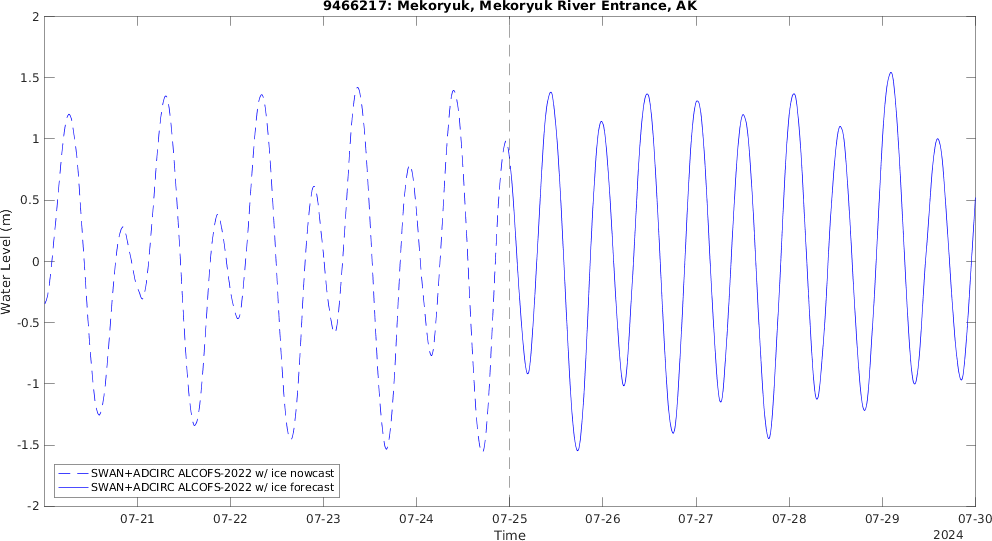 9466217: Mekoryuk, Mekoryuk River Entrance, AK
2
1.5
1
0.5
0
-0.5
-1
-1.5
-2
Water Level (m)
SWAN+ADCIRC ALCOFS-2022 w/ ice nowcast
SWAN+ADCIRC ALCOFS-2022 w/ ice forecast
07-21 07-22 07-23 07-24 07-25 07-26 07-27 07-28 07-29 07-30
Time
2024